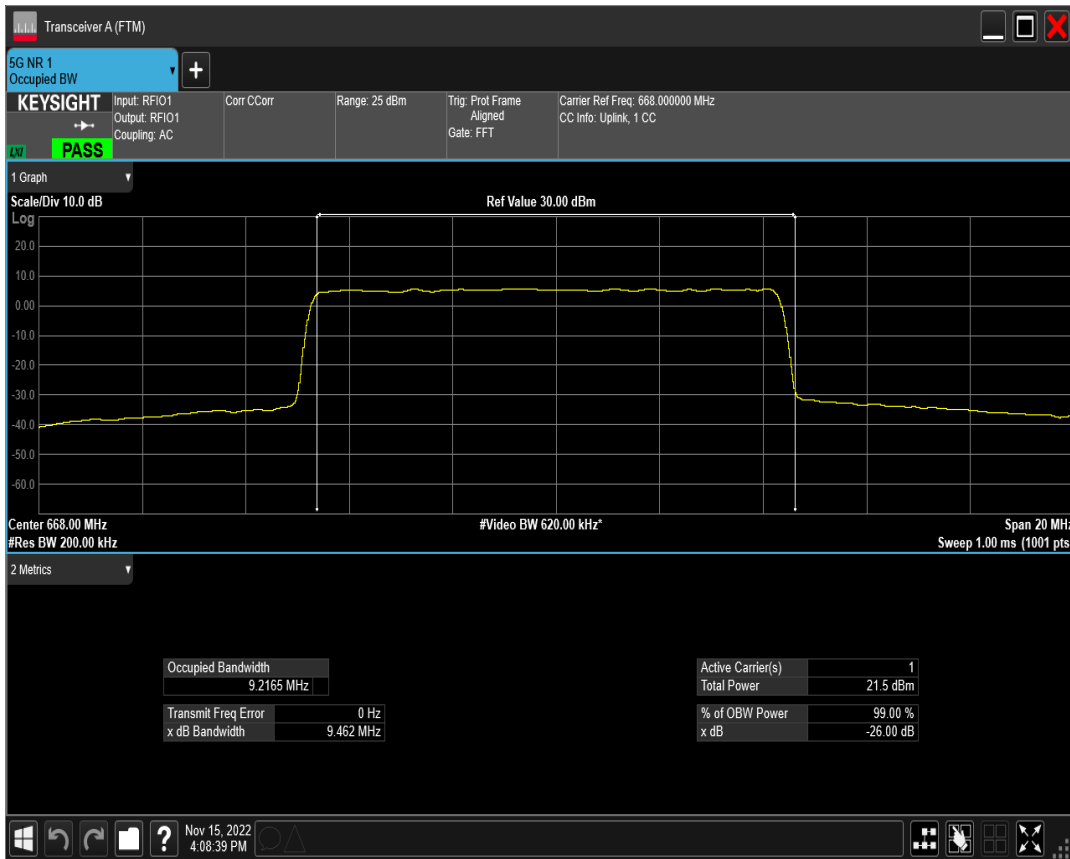 Transceiver A (FTM)
5G NR 1
Occupied BW
+
KEYSIGHT
LXI
PASS
Input: RFIO1
Output: RFIO1
Coupling: AC
Corr CCorr
Range: 25 dBm
Trig: Prot Frame
Aligned
Gate: FFT
Carrier Ref Freq: 668.000000 MHz
CC Info: Uplink, 1 CC
1 Graph
Scale/Div 10.0 dB
Ref Value 30.00 dBm
Log
20.0
10.0
0.00
-10.0
-20.0
-30.0
-40.0
-50.0
-60.0
Center 668.00 MHz
#Video BW 620.00 kHz*
Span 20 MHz
#Res BW 200.00 kHz
Sweep 1.00 ms (1001 pts
2 Metrics
Occupied Bandwidth
9.2165 MHz
Transmit Freq Error 0 Hz
x dB Bandwidth 9.462 MHz
Active Carrier(s) 1
Total Power 21.5 dBm
% of OBW Power 99.00 %
x dB -26.00 dB
?
Nov 15, 2022
4:08:39 PM